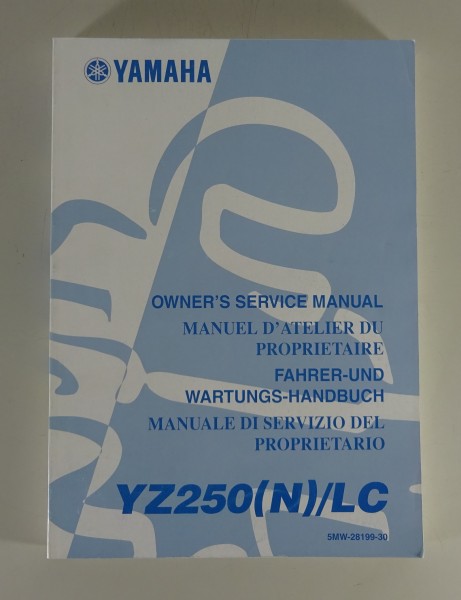 YAMAHA
OWNER'S SERVICE MANUAL
MANUEL D'ATELIER DU
PROPRIETAIRE
FAHRER-UND
WARTUNGS-HANDBUCH
MANUALE DI SERVIZIO DEL
PROPRIETARIO
YZ250(N)/LC
5MW-28199-30